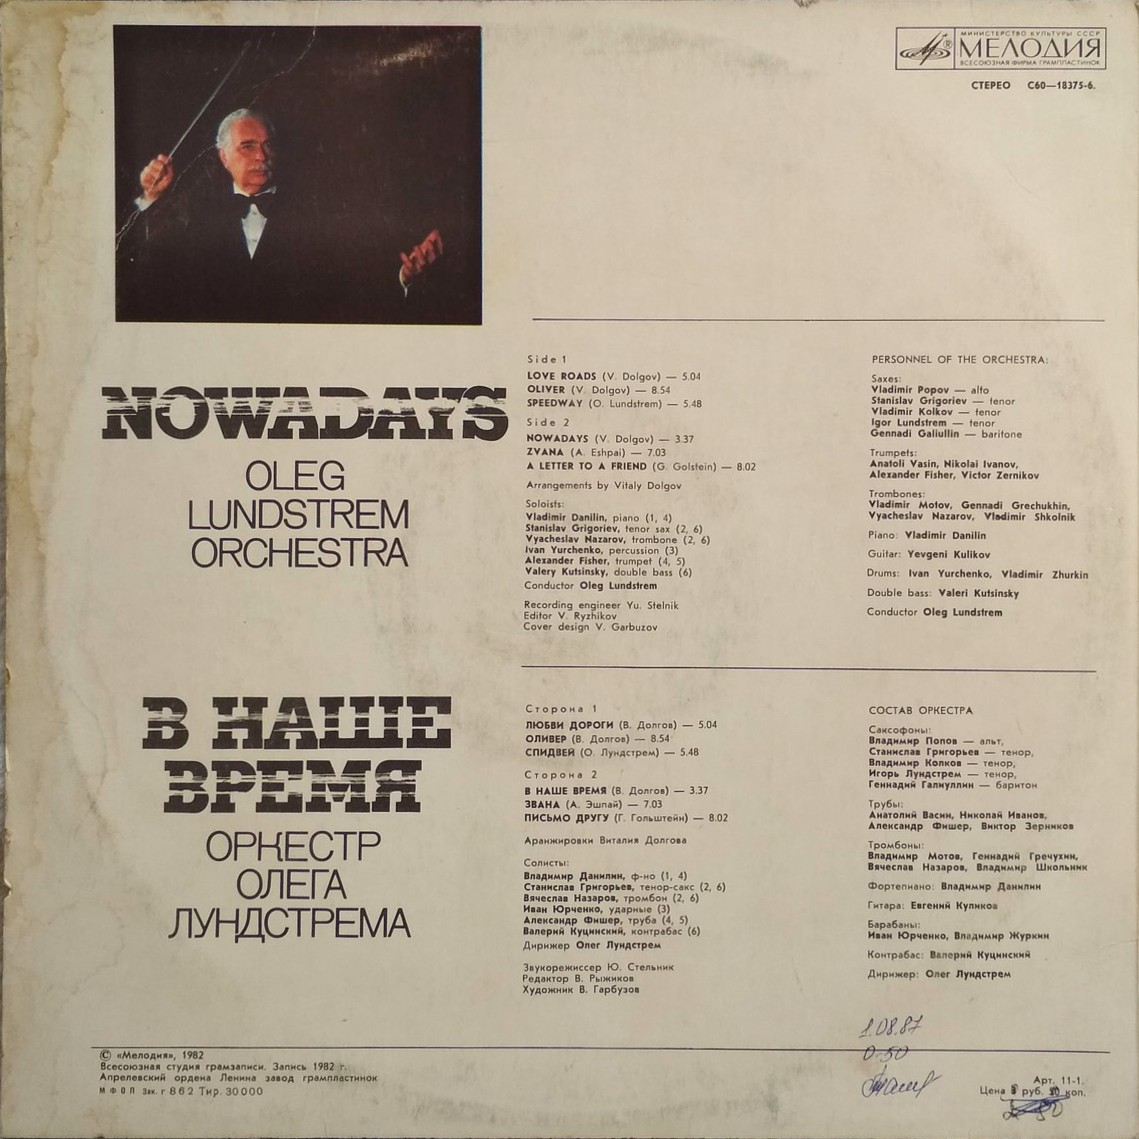 МИНИСТЕРСТВО КУЛЬТУРЫ СССР
МЕЛОДИЯ
ВСЕСОЮЗНАЯ ФИРМА ГРАМПЛАСТИНОК
СТЕРЕО С60—18375-6.
NOWADAYS
OLEG
LUNDSTREM
ORCHESTRA
Side 1
LOVE ROADS (V. Dolgov) — 5.04
OLIVER (V. Dolgov) — 8.54
SPEEDWAY (O. Lundstrem) — 5.48
Side 2
NOWADAYS (V. Dolgov) — 3.37
ZVANA (A. Eshpai) — 7.03
A LETTER TO A FRIEND (G. Golstein) — 8.02
Arrangements by Vitaly Dolgov
Soloists:
Vladimir Danilin, piano (1, 4)
Stanislav Grigoriev, tenor sax (2, 6)
Vyacheslav Nazarov, trombone (2, 6)
Ivan Yurchenko, percussion (3)
Alexander Fisher, trumpet (4, 5)
Valery Kutsinsky, double bass (6)
Conductor Oleg Lundstrem
Recording engineer Yu. Stelnik
Editor V. Ryzhikov
Cover design V. Garbuzov
PERSONNEL OF THE ORCHESTRA:
Saxes:
Vladimir Popov — alto
Stanislav Grigoriev — tenor
Vladimir Kolkov — tenor
Igor Lundstrem — tenor
Gennadi Galiullin — baritone
Trumpets:
Anatoli Vasin, Nikolai Ivanov,
Alexander Fisher, Victor Zernikov
Trombones:
Vladimir Motov, Gennadi Grechukhin,
Vyacheslav Nazarov, Vladimir Shkolnik
Piano: Vladimir Danilin
Guitar: Yevgeni Kulikov
Drums: Ivan Yurchenko, Vladimir Zhurkin
Double bass: Valeri Kutsinsky
Conductor Oleg Lundstrem
В НАШЕ
ВРЕМЯ
ОРКЕСТР
ОЛЕГА
ЛУНДСТРЕМА
Сторона 1
ЛЮБВИ ДОРОГИ (В. Долгов) — 5.04
ОЛИВЕР (В. Долгов) — 8.54
СПИДВЕЙ (О. Лундстрем) — 5.48
Сторона 2
В НАШЕ ВРЕМЯ (В. Долгов) — 3.37
ЗВАНА (А. Эшпай) — 7.03
ПИСЬМО ДРУГУ (Г. Гольштейн) — 8.02
Аранжировки Виталия Долгова
Солисты:
Владимир Данилин, ф-но (1, 4)
Станислав Григорьев, тенор-сакс (2, 6)
Вячеслав Назаров, тромбон (2, 6)
Иван Юрченко, ударные (3)
Александр Фишер, труба (4, 5)
Валерий Куцинский, контрабас (6)
Дирижер Олег Лундстрем
Звукорежиссер Ю. Стельник
Редактор В. Рыжиков
Художник В. Гарбузов
СОСТАВ ОРКЕСТРА
Саксофоны:
Владимир Попов — альт,
Станислав Григорьев — тенор,
Владимир Колков — тенор,
Игорь Лундстрем — тенор,
Геннадий Галиуллин — баритон
Трубы:
Анатолий Васин, Николай Иванов,
Александр Фишер, Виктор Зерников
Тромбоны:
Владимир Мотов, Геннадий Гречухин,
Вячеслав Назаров, Владимир Школьник
Фортепиано: Владимир Данилин
Гитара: Евгений Куликов
Барабаны:
Иван Юрченко, Владимир Журкин
Контрабас: Валерий Куцинский
Дирижер: Олег Лундстрем
1.08.87
0-50
© «Мелодия», 1982
Всесоюзная студия грамзаписи. Запись 1982 г.
Апрелевский ордена Ленина завод грампластинок
МФОП Зак. г 862 Тир. 30000
Арт. 11-1.
Цена руб. коп.